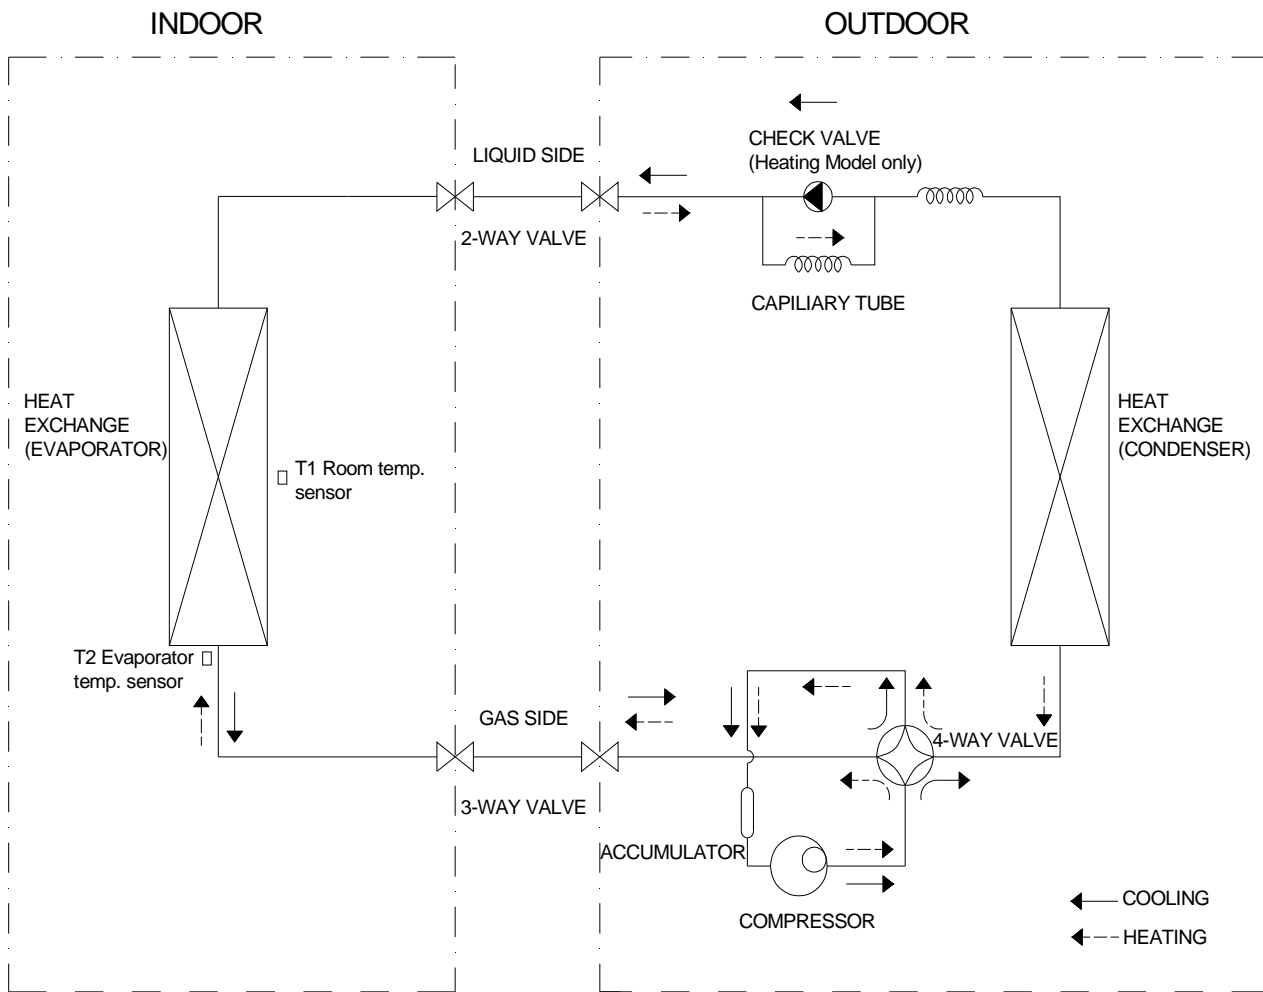 INDOOR
OUTDOOR
LIQUID SIDE
CHECK VALVE
(Heating Model only)
2-WAY VALVE
CAPILIARY TUBE
HEAT
EXCHANGE
(EVAPORATOR)
T1 Room temp.
sensor
HEAT
EXCHANGE
(CONDENSER)
T2 Evaporator
temp. sensor
GAS SIDE
4-WAY VALVE
3-WAY VALVE
ACCUMULATOR
COMPRESSOR
COOLING
HEATING